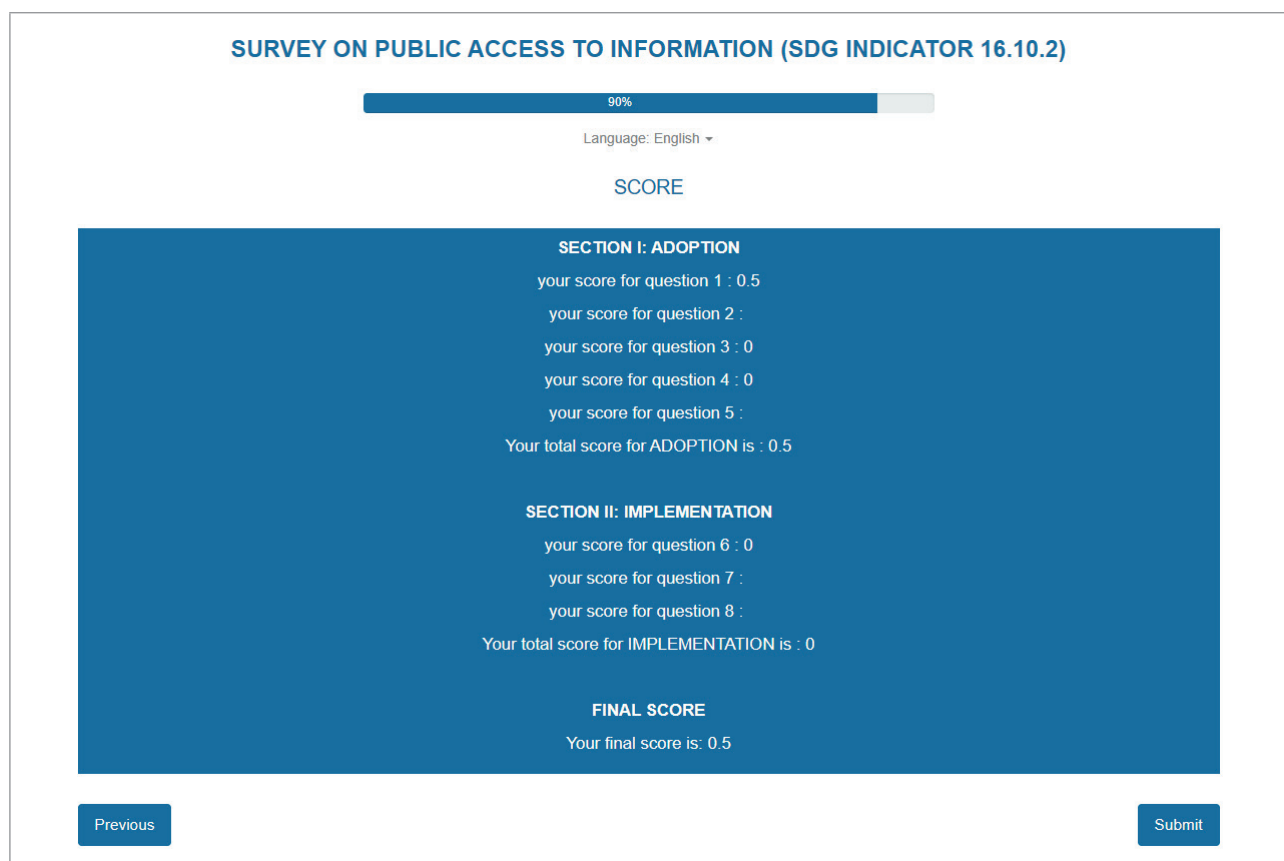 SURVEY ON PUBLIC ACCESS TO INFORMATION (SDG INDICATOR 16.10.2)
90%
Language: English
SCORE
SECTION I: ADOPTION
your score for question 1 : 0.5
your score for question 2 :
your score for question 3 : 0
your score for question 4 : 0
your score for question 5 :
Your total score for ADOPTION is : 0.5
SECTION II: IMPLEMENTATION
your score for question 6 : 0
your score for question 7 :
your score for question 8 :
Your total score for IMPLEMENTATION is : 0
FINAL SCORE
Your final score is: 0.5
Previous
Submit